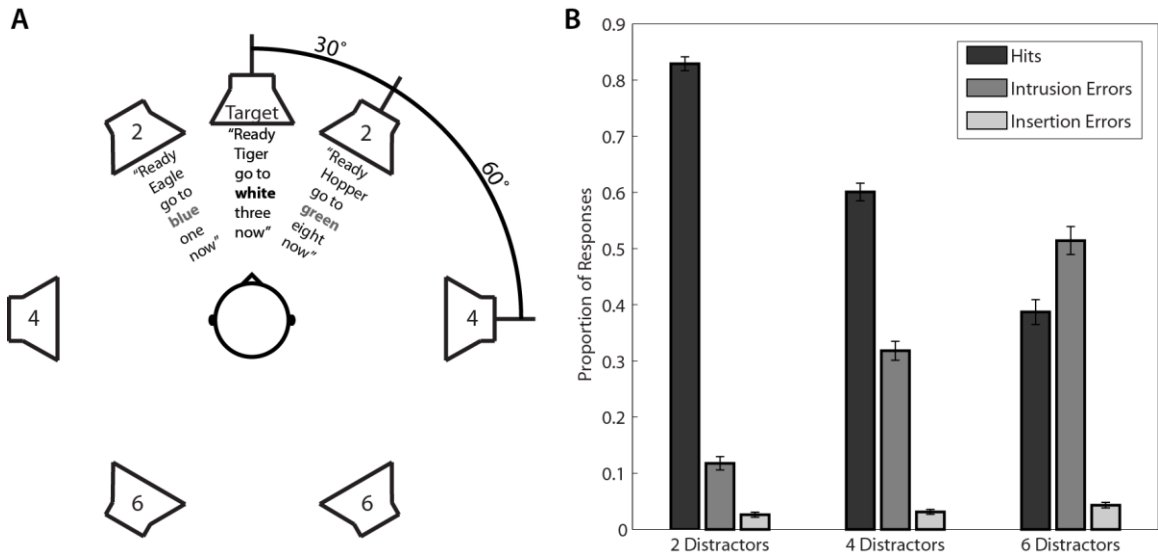 A
30°
60°
2
"Ready
Eagle
go to
blue
one
now"
Target
"Ready
Tiger
go to
white
three
now"
2
"Ready
Hopper
go to
green
eight
now"
4
4
6
6
B
Proportion of Responses
0.9
0.8
0.7
0.6
0.5
0.4
0.3
0.2
0.1
0
Hits
Intrusion Errors
Insertion Errors
2 Distractors
4 Distractors
6 Distractors